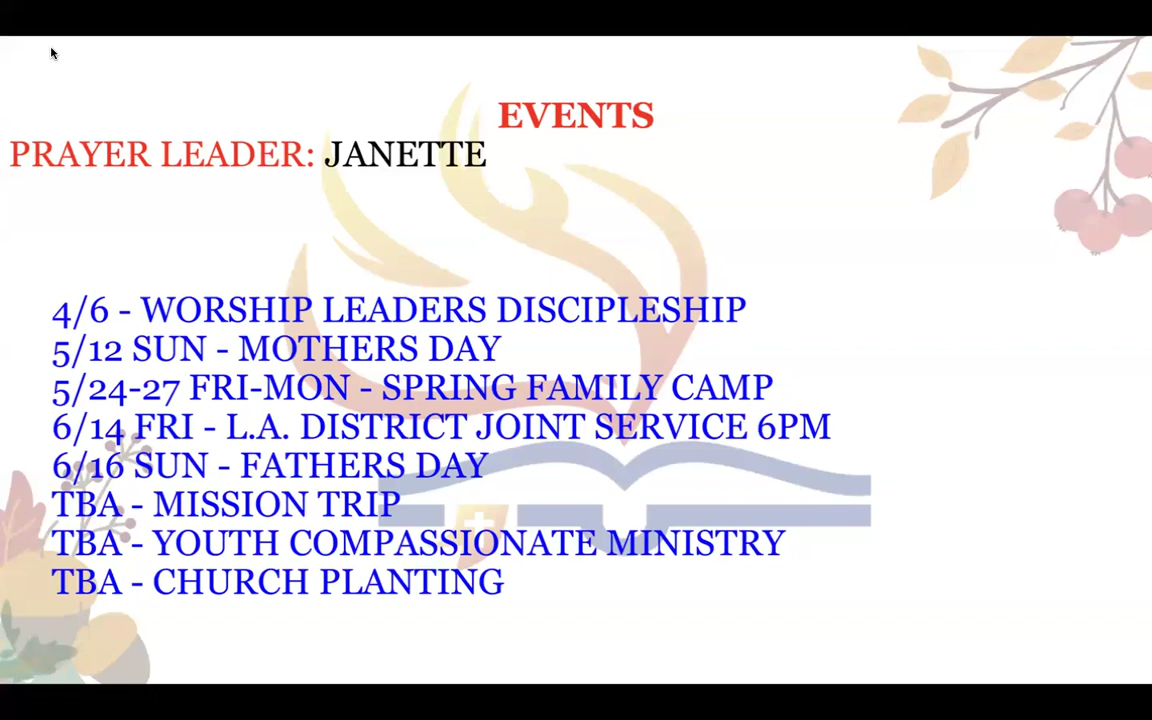 EVENTS
PRAYER LEADER: JANETTE
4/6 - WORSHIP LEADERS DISCIPLESHIP
5/12 SUN - MOTHERS DAY
5/24-27 FRI-MON - SPRING FAMILY CAMP
6/14 FRI - L.A. DISTRICT JOINT SERVICE 6PM
6/16 SUN - FATHERS DAY
TBA - MISSION TRIP
TBA - YOUTH COMPASSIONATE MINISTRY
TBA - CHURCH PLANTING